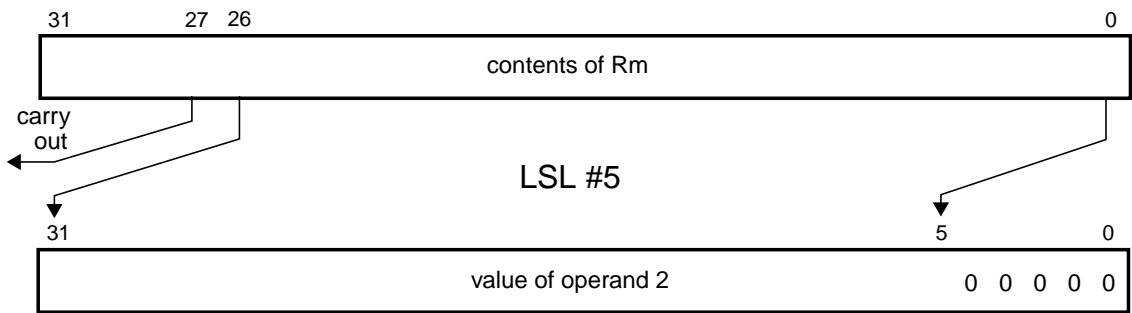 31 27 26 0
contents of Rm
carry
out
LSL #5
31 5 0
value of operand 2 0 0 0 0 0